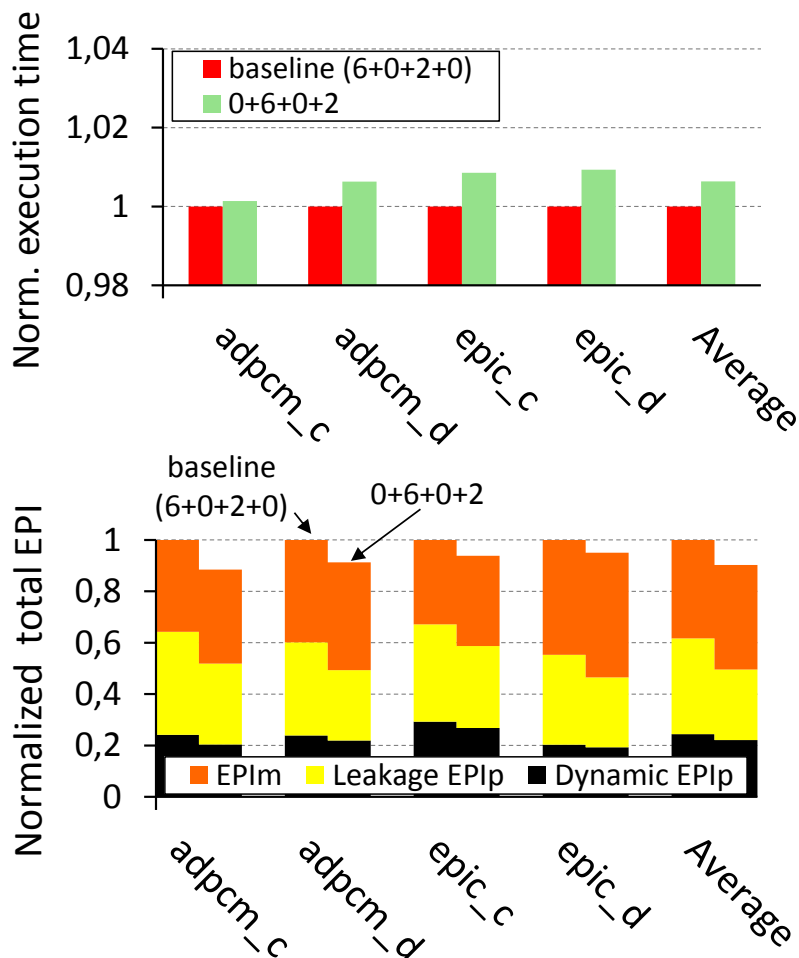 Norm. execution time
1,04
1,02
1
0,98
baseline (6+0+2+0)
0+6+0+2
adpcm_c
adpcm_d
epic_c
epic_d
Average
baseline
(6+0+2+0)
0+6+0+2
Normalized total EPI
1
0,8
0,6
0,4
0,2
0
EPIm Leakage EPIp Dynamic EPIp
adpcm_c
adpcm_d
epic_c
epic_d
Average